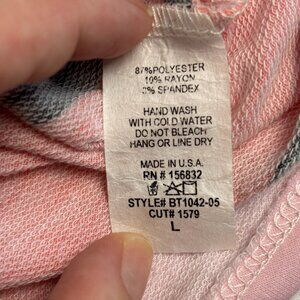 87%POLYESTER
10% RAYON
3% SPANDEX
HAND WASH
WITH COLD WATER
DO NOT BLEACH
HANG OR LINE DRY
MADE IN U.S.A.
RN # 156832
STYLE# BT1042-05
CUT# 1579
L